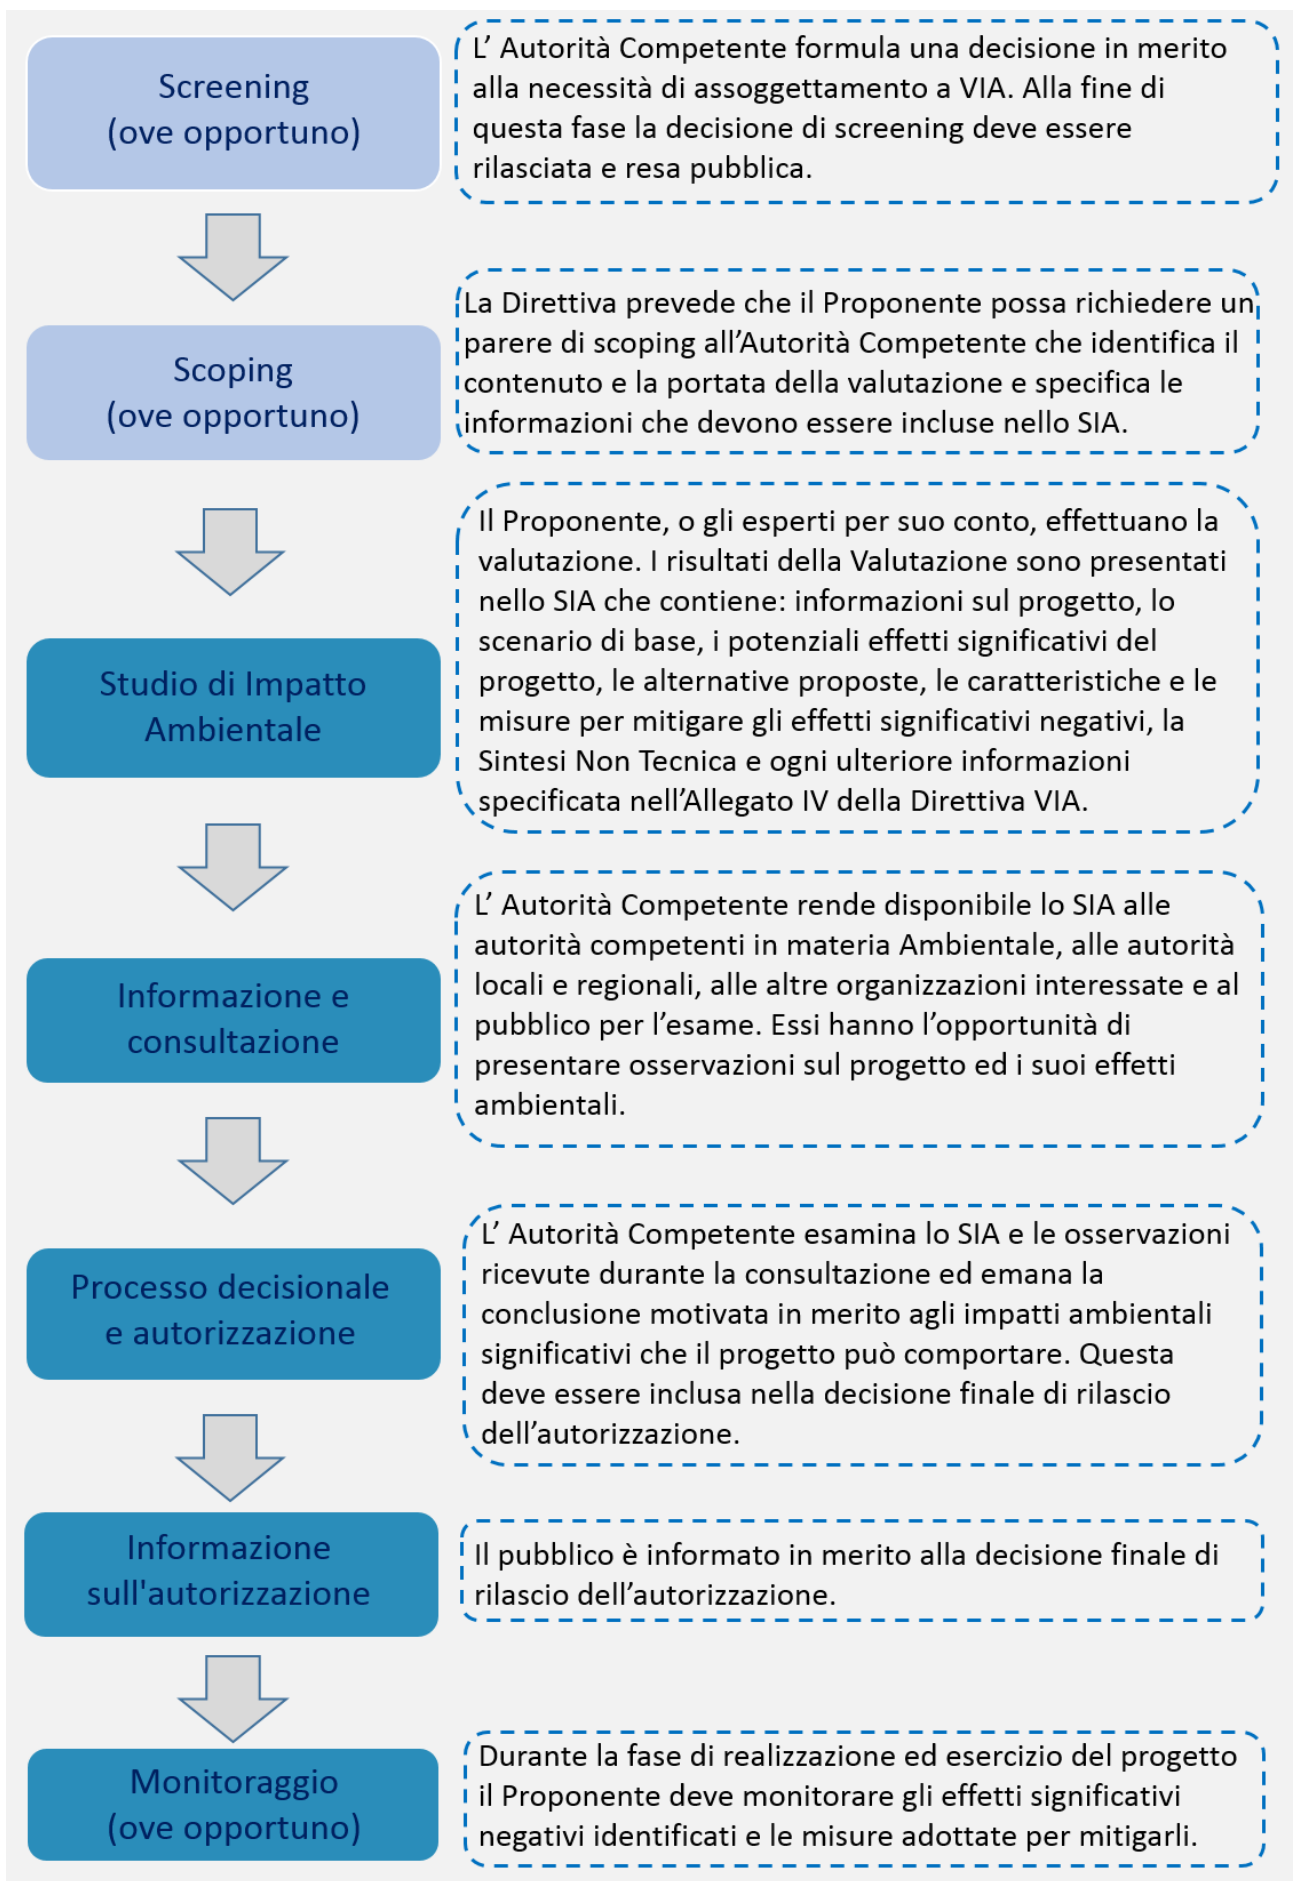 Screening
(ove opportuno)
L’ Autorità Competente formula una decisione in merito
alla necessità di assoggettamento a VIA. Alla fine di
questa fase la decisione di screening deve essere
rilasciata e resa pubblica.
Scoping
(ove opportuno)
La Direttiva prevede che il Proponente possa richiedere un
parere di scoping all’Autorità Competente che identifica il
contenuto e la portata della valutazione e specifica le
informazioni che devono essere incluse nello SIA.
Studio di Impatto
Ambientale
Il Proponente, o gli esperti per suo conto, effettuano la
valutazione. I risultati della Valutazione sono presentati
nello SIA che contiene: informazioni sul progetto, lo
scenario di base, i potenziali effetti significativi del
progetto, le alternative proposte, le caratteristiche e le
misure per mitigare gli effetti significativi negativi, la
Sintesi Non Tecnica e ogni ulteriore informazioni
specificata nell’Allegato IV della Direttiva VIA.
Informazione e
consultazione
L’ Autorità Competente rende disponibile lo SIA alle
autorità competenti in materia Ambientale, alle autorità
locali e regionali, alle altre organizzazioni interessate e al
pubblico per l’esame. Essi hanno l’opportunità di
presentare osservazioni sul progetto ed i suoi effetti
ambientali.
Processo decisionale
e autorizzazione
L’ Autorità Competente esamina lo SIA e le osservazioni
ricevute durante la consultazione ed emana la
conclusione motivata in merito agli impatti ambientali
significativi che il progetto può comportare. Questa
deve essere inclusa nella decisione finale di rilascio
dell’autorizzazione.
Informazione
sull'autorizzazione
Il pubblico è informato in merito alla decisione finale di
rilascio dell’autorizzazione.
Monitoraggio
(ove opportuno)
Durante la fase di realizzazione ed esercizio del progetto
il Proponente deve monitorare gli effetti significativi
negativi identificati e le misure adottate per mitigarli.